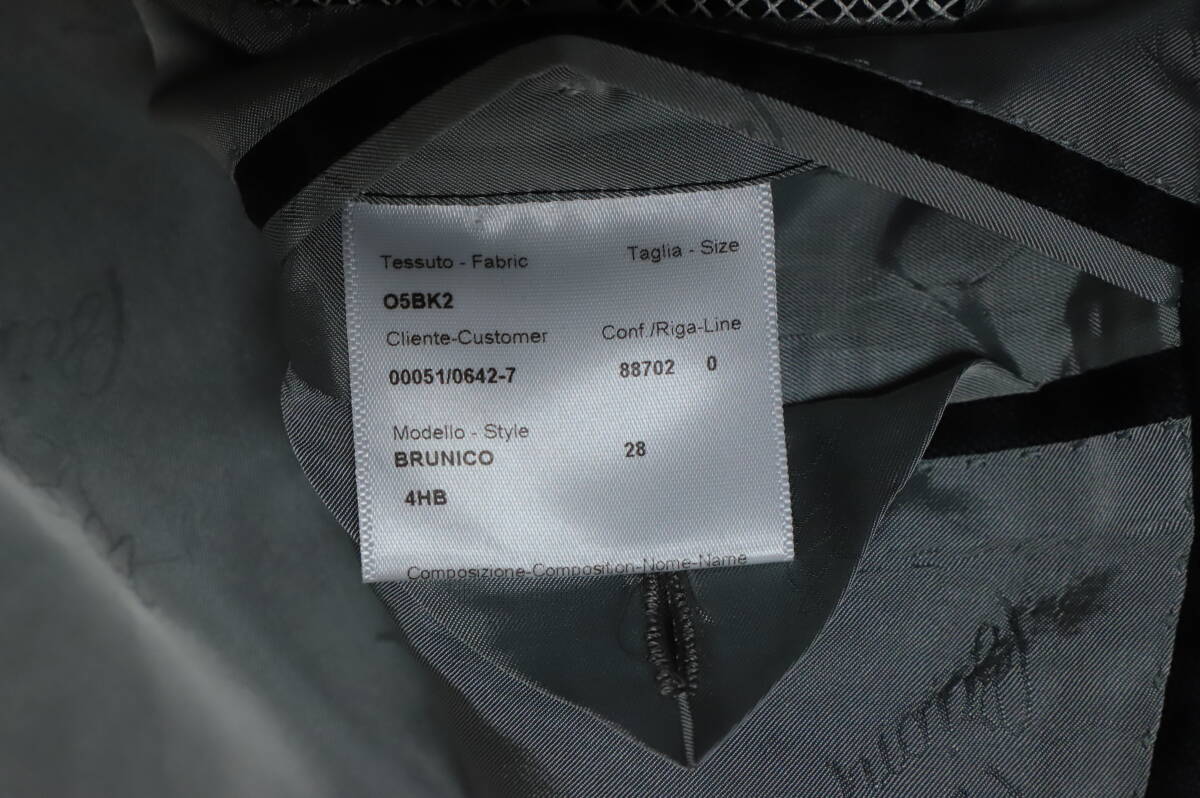 Tessuto - Fabric Taglia - Size
O5BK2
Cliente-Customer Conf./Riga-Line
00051/0642-7 88702 0
Modello - Style
BRUNICO 28
4HB
Composizione-Composition-Nome-Name